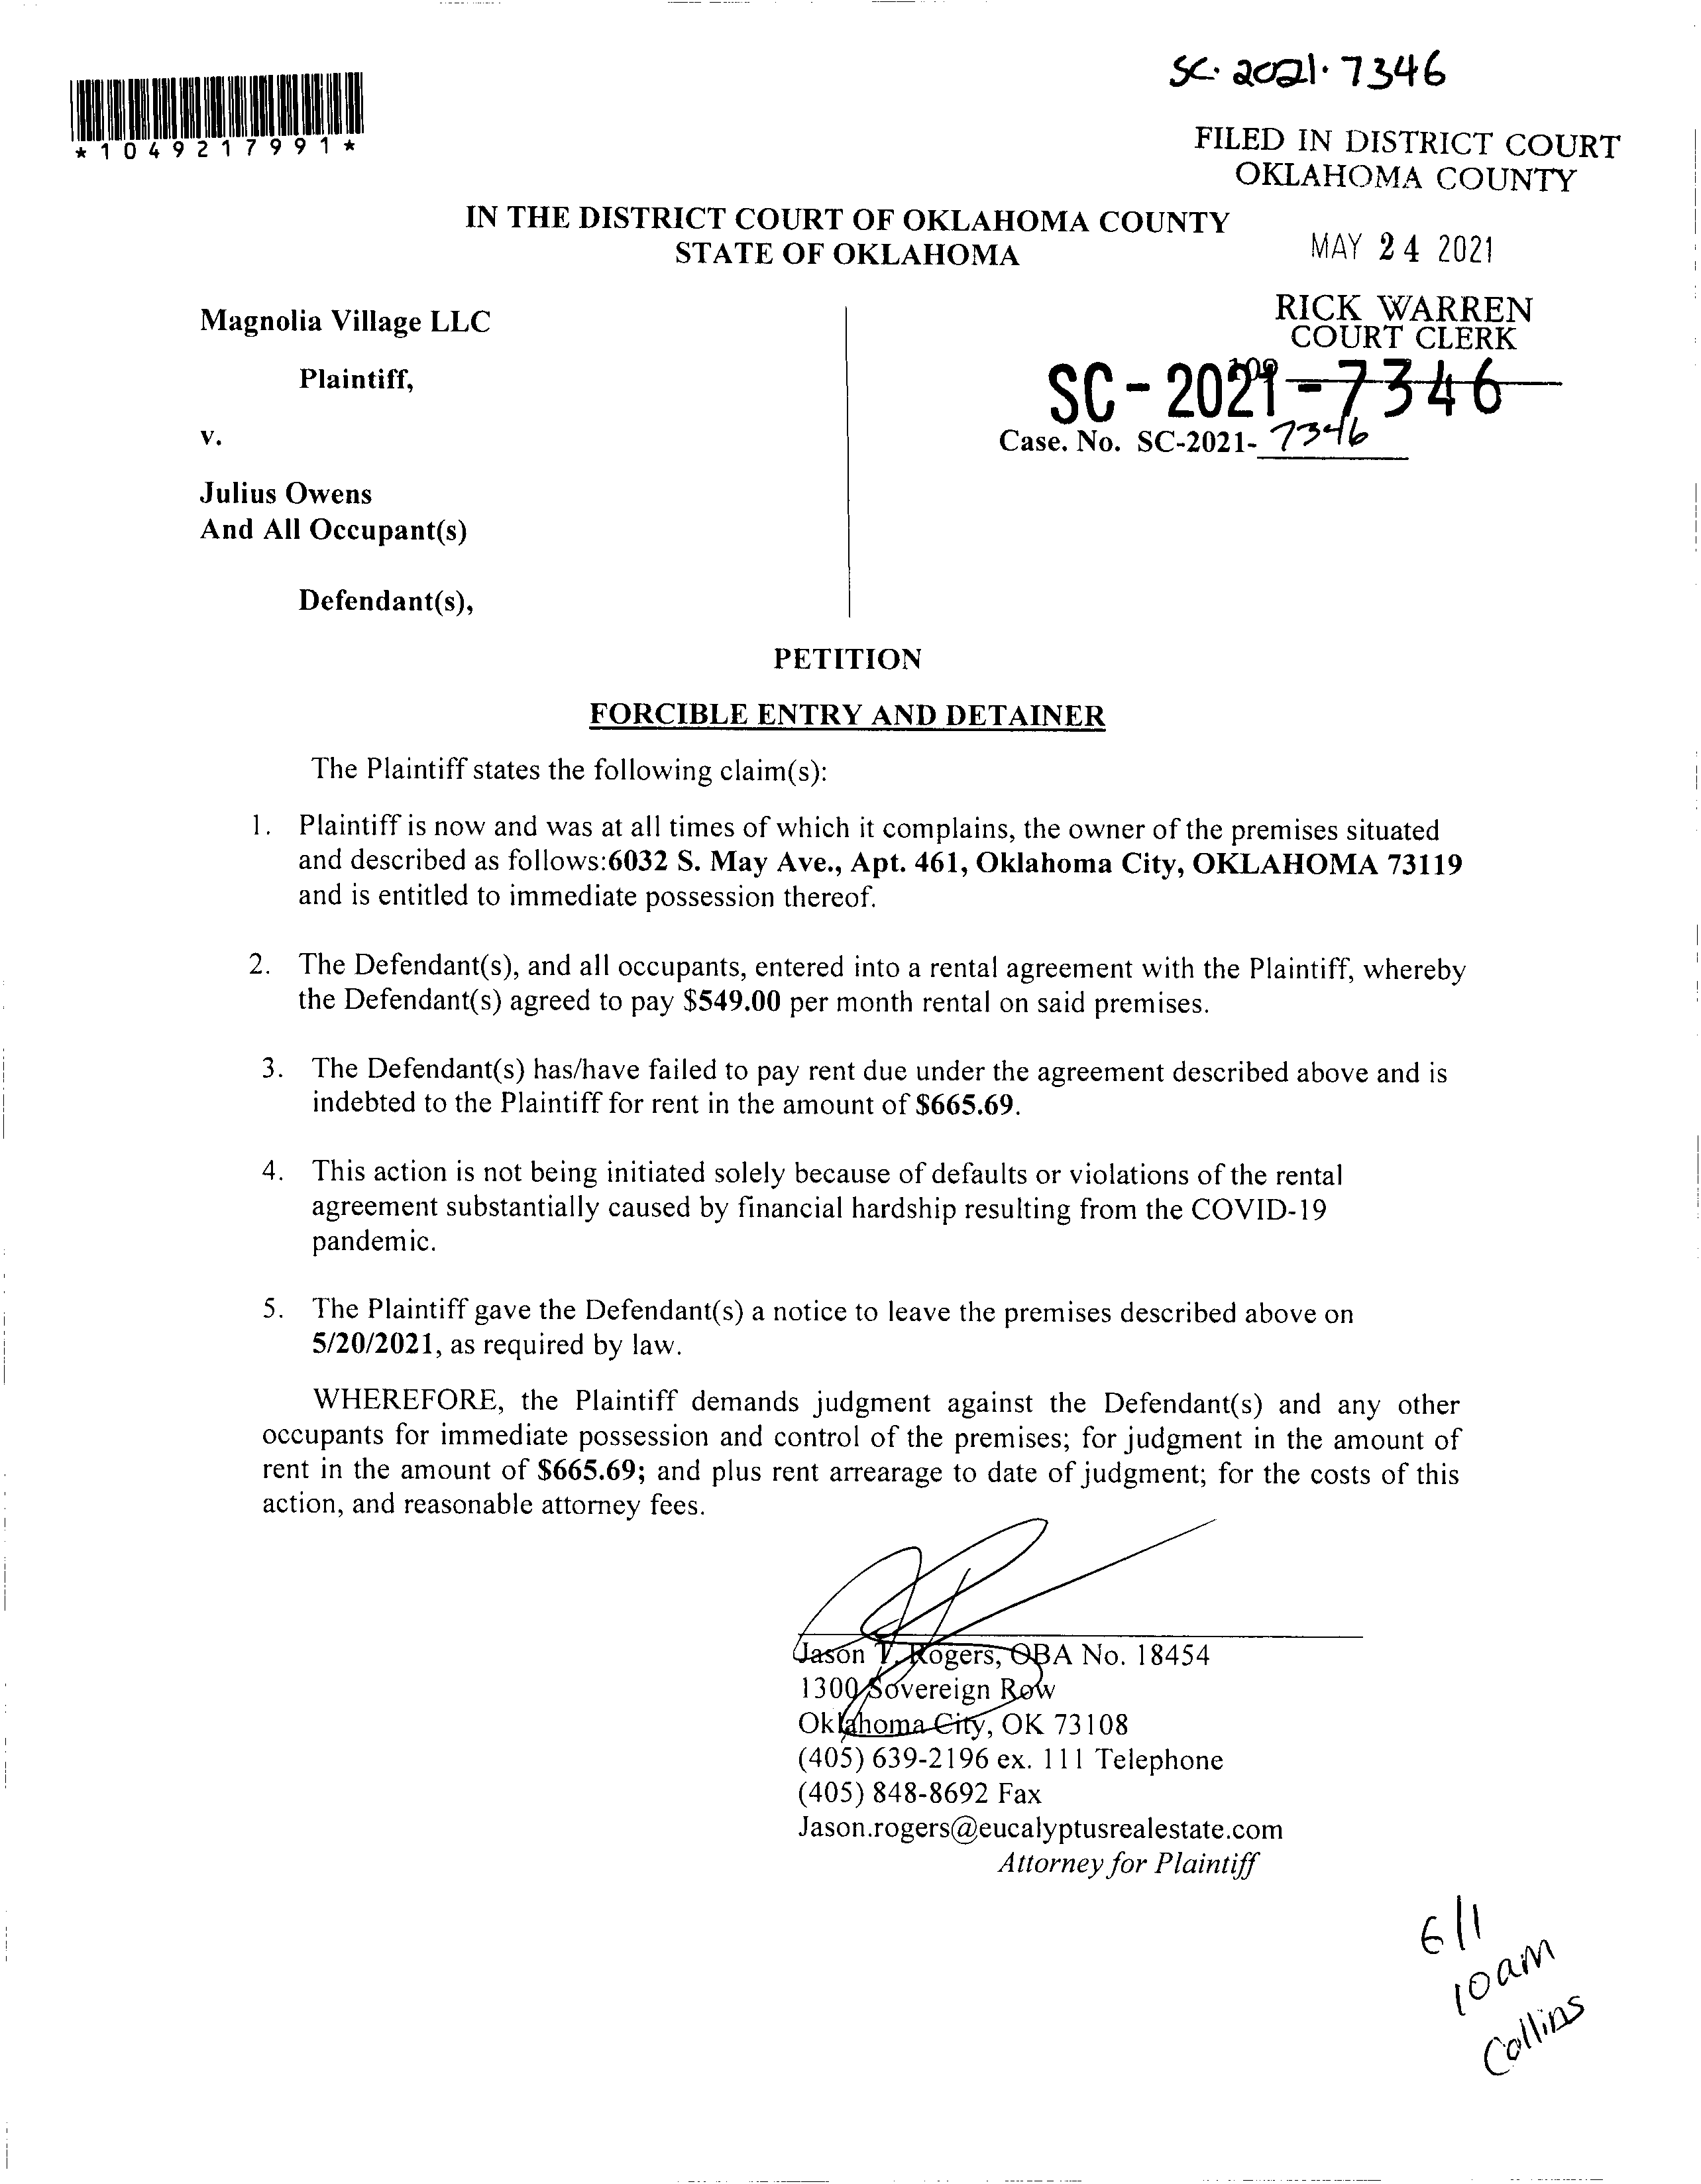 SC. 2021. 7346
*1049217991*
FILED IN DISTRICT COURT
OKLAHOMA COUNTY
IN THE DISTRICT COURT OF OKLAHOMA COUNTY
STATE OF OKLAHOMA
MAY 24 2021
RICK WARREN
COURT CLERK
Magnolia Village LLC
Plaintiff,
SC - 2021 - 7346
v.
Case. No. SC-2021- 7346
Julius Owens
And All Occupant(s)
Defendant(s),
PETITION
FORCIBLE ENTRY AND DETAINER
The Plaintiff states the following claim(s):
1. Plaintiff is now and was at all times of which it complains, the owner of the premises situated
and described as follows:6032 S. May Ave., Apt. 461, Oklahoma City, OKLAHOMA 73119
and is entitled to immediate possession thereof.
2. The Defendant(s), and all occupants, entered into a rental agreement with the Plaintiff, whereby
the Defendant(s) agreed to pay $549.00 per month rental on said premises.
3. The Defendant(s) has/have failed to pay rent due under the agreement described above and is
indebted to the Plaintiff for rent in the amount of $665.69.
4. This action is not being initiated solely because of defaults or violations of the rental
agreement substantially caused by financial hardship resulting from the COVID-19
pandemic.
5. The Plaintiff gave the Defendant(s) a notice to leave the premises described above on
5/20/2021, as required by law.
WHEREFORE, the Plaintiff demands judgment against the Defendant(s) and any other
occupants for immediate possession and control of the premises; for judgment in the amount of
rent in the amount of $665.69; and plus rent arrearage to date of judgment; for the costs of this
action, and reasonable attorney fees.
Jason T. Rogers, OBA No. 18454
1300 Sovereign Row
Oklahoma City, OK 73108
(405) 639-2196 ex. 111 Telephone
(405) 848-8692 Fax
Jason.rogers@eucalyptusrealestate.com
Attorney for Plaintiff
6/1
10am
Collins